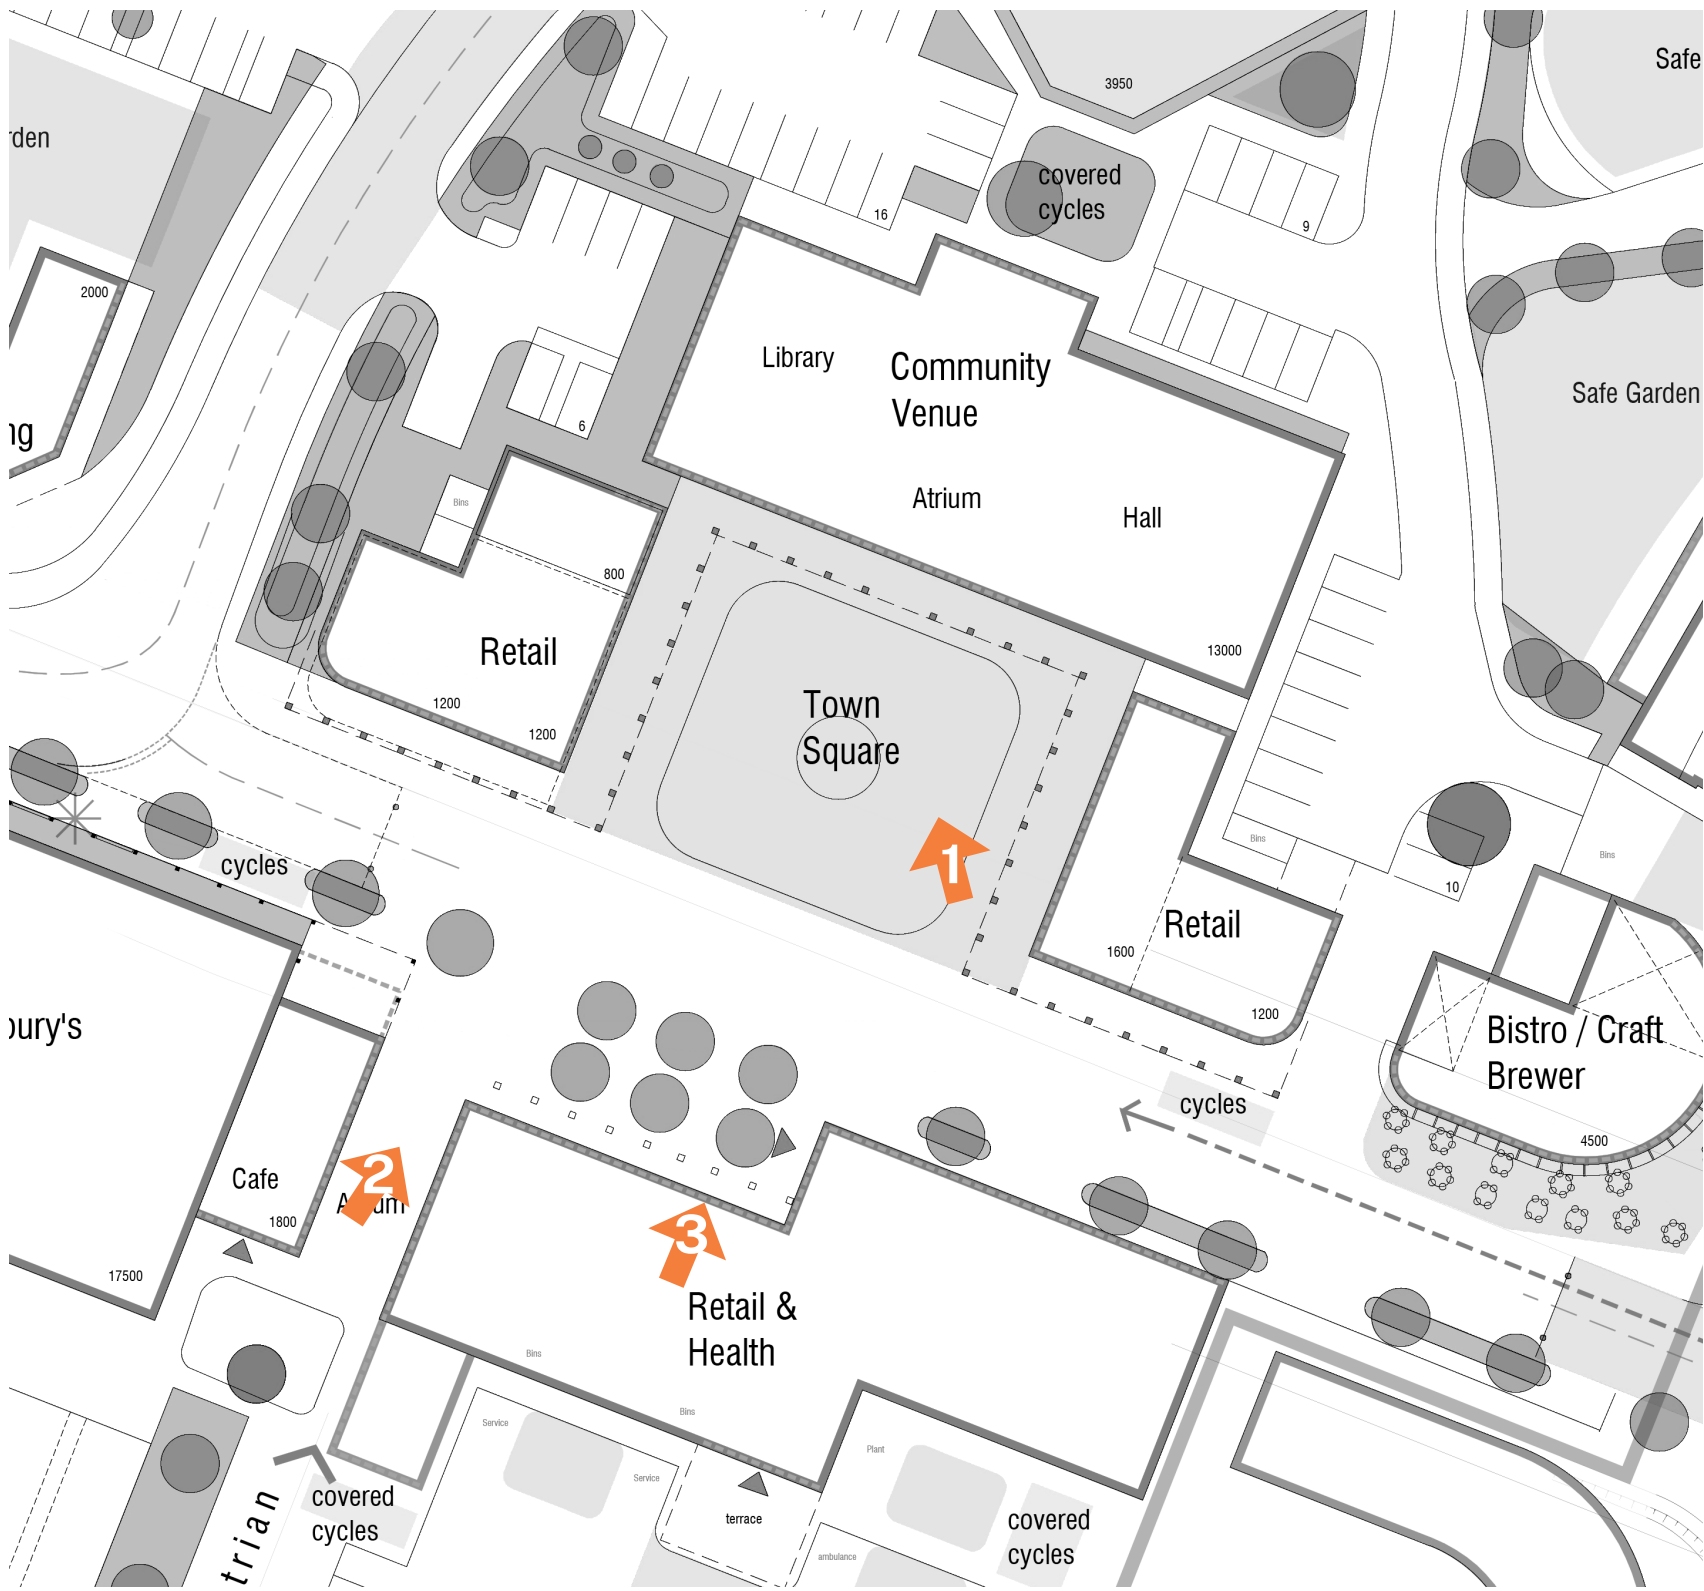 Safe
3950
rden
covered
cycles
16
9
2000
Library
Community
Venue
Safe Garden
6
ng
Atrium
Hall
Bins
800
Retail
13000
1200
1200
Town
Square
Bins
Bins
cycles
1
10
Retail
1600
1200
bury's
Bistro / Craft
Brewer
cycles
4500
Cafe
2
1800
3
17500
Retail &
Health
Bins
Bins
Service
Plant
Service
covered
cycles
terrace
covered
cycles
ambulance
trian